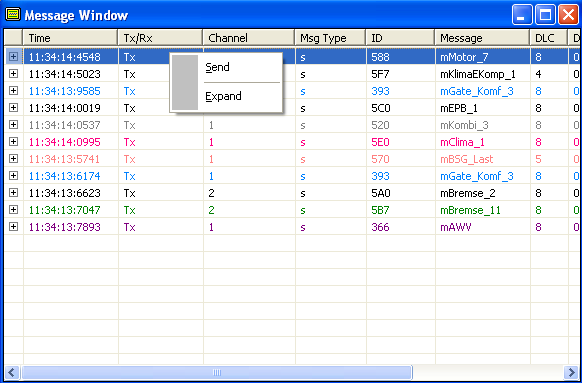 Message Window
Time Tx/Rx Channel Msg Type ID Message DLC D
11:34:14:4548 Tx s 588 mMotor_7 8 0
11:34:14:5023 Tx s 5F7 mKlimaEKomp_1 4 0
11:34:13:9585 Tx s 393 mGate_Komf_3 8 0
11:34:14:0019 Tx s 5C0 mEPB_1 8 0
11:34:14:0537 Tx 1 s 520 mKombi_3 8 0
11:34:14:0995 Tx 1 s 5E0 mClima_1 8 0
11:34:13:5741 Tx 1 s 570 mBSG_Last 5 0
11:34:13:6174 Tx 1 s 393 mGate_Komf_3 8 0
11:34:13:6623 Tx 2 s 5A0 mBremse_2 8 0
11:34:13:7047 Tx 2 s 5B7 mBremse_11 8 0
11:34:13:7893 Tx 1 s 366 mAWV 8 0
Send
Expand